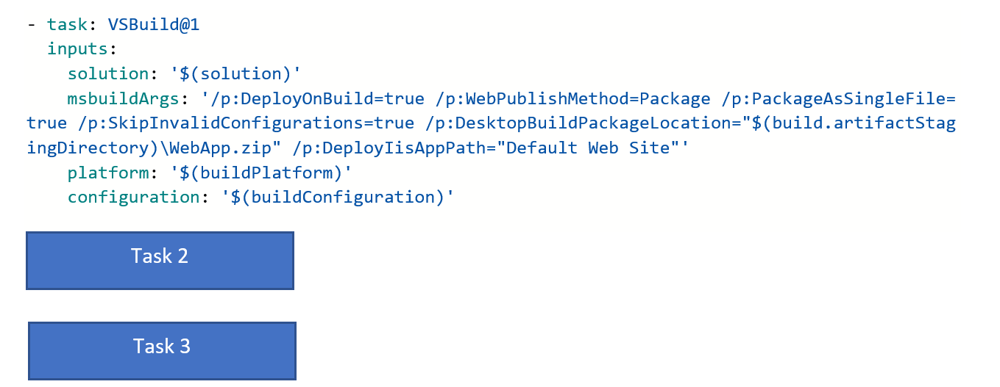 - task: VSBuild@1
inputs:
solution: '$(solution)'
msbuildArgs: '/p:DeployOnBuild=true /p:WebPublishMethod=Package /p:PackageAsSingleFile=
true /p:SkipInvalidConfigurations=true /p:DesktopBuildPackageLocation="$(build.artifactStag
ingDirectory)\WebApp.zip" /p:DeployIisAppPath="Default Web Site"'
platform: '$(buildPlatform)'
configuration: '$(buildConfiguration)'
Task 2
Task 3